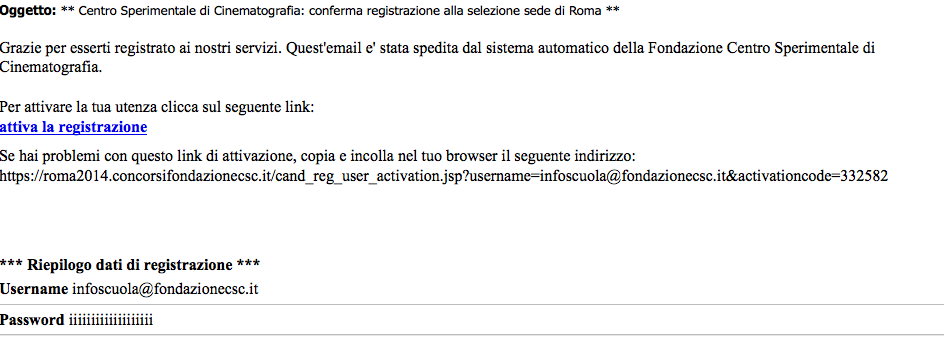 Oggetto: ** Centro Sperimentale di Cinematografia: conferma registrazione alla selezione sede di Roma **
Grazie per esserti registrato ai nostri servizi. Quest'email e' stata spedita dal sistema automatico della Fondazione Centro Sperimentale di
Cinematografia.
Per attivare la tua utenza clicca sul seguente link:
attiva la registrazione
Se hai problemi con questo link di attivazione, copia e incolla nel tuo browser il seguente indirizzo:
https://roma2014.concorsifondazionecsc.it/cand_reg_user_activation.jsp?username=infoscuola@fondazionecsc.it&activationcode=332582
*** Riepilogo dati di registrazione ***
Username infoscuola@fondazionecsc.it
Password iiiiiiiiiiiiiiiiiii